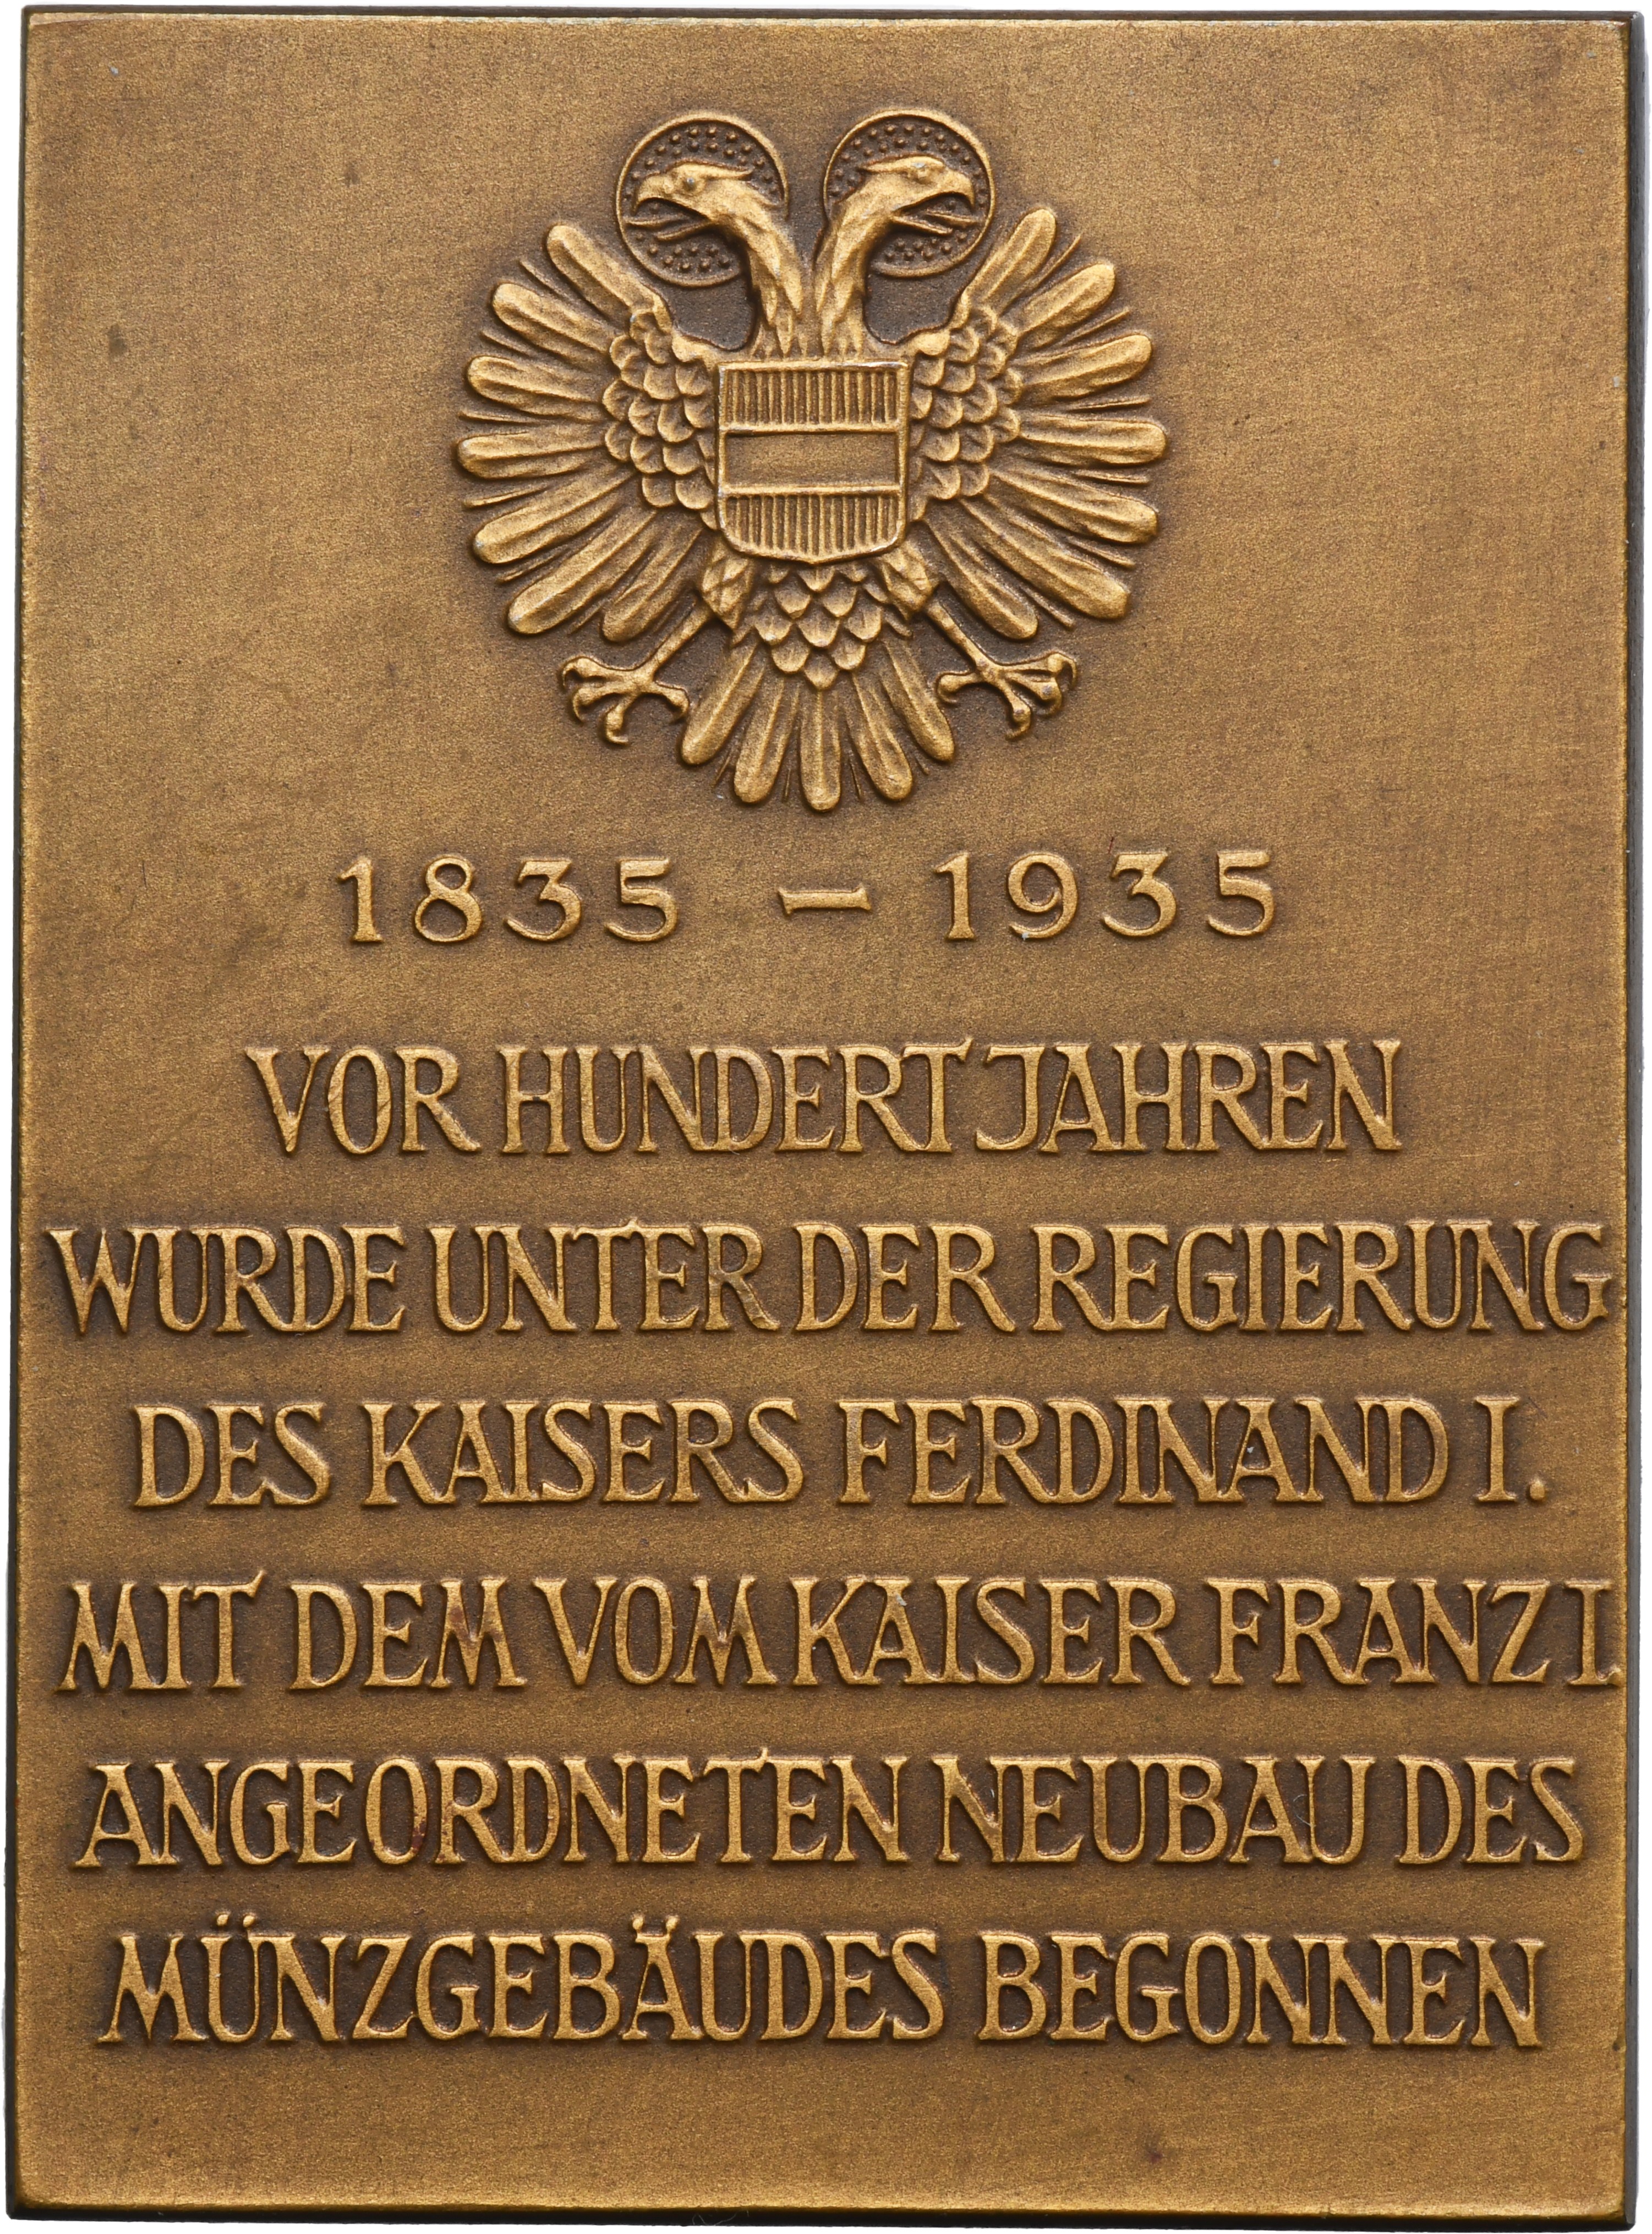 1835 – 1935
VOR HUNDERT JAHREN
WURDE UNTER DER REGIERUNG
DES KAISERS FERDINAND I.
MIT DEM VOM KAISER FRANZ I.
ANGEORDNETEN NEUBAU DES
MÜNZGEBÄUDES BEGONNEN